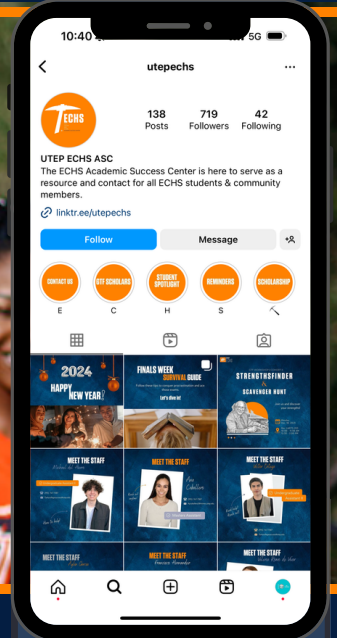 10:40
5G
utepechs
TECHS
138 719 42
Posts Followers Following
UTEP ECHS ASC
The ECHS Academic Success Center is here to serve as a
resource and contact for all ECHS students & community
members.
linktr.ee/utepechs
Follow Message
CONTACT US GTF SCHOLARS STUDENT SPOTLIGHT REMINDERS SCHOLARSHIP
E C H S
2024
HAPPY
NEW YEAR!
FINALS WEEK
SURVIVAL GUIDE
Let's dive in!
STRENGTHSFINDER
&
SCAVENGER HUNT
MEET THE STAFF
MEET THE STAFF
MEET THE STAFF
MEET THE STAFF
MEET THE STAFF
MEET THE STAFF